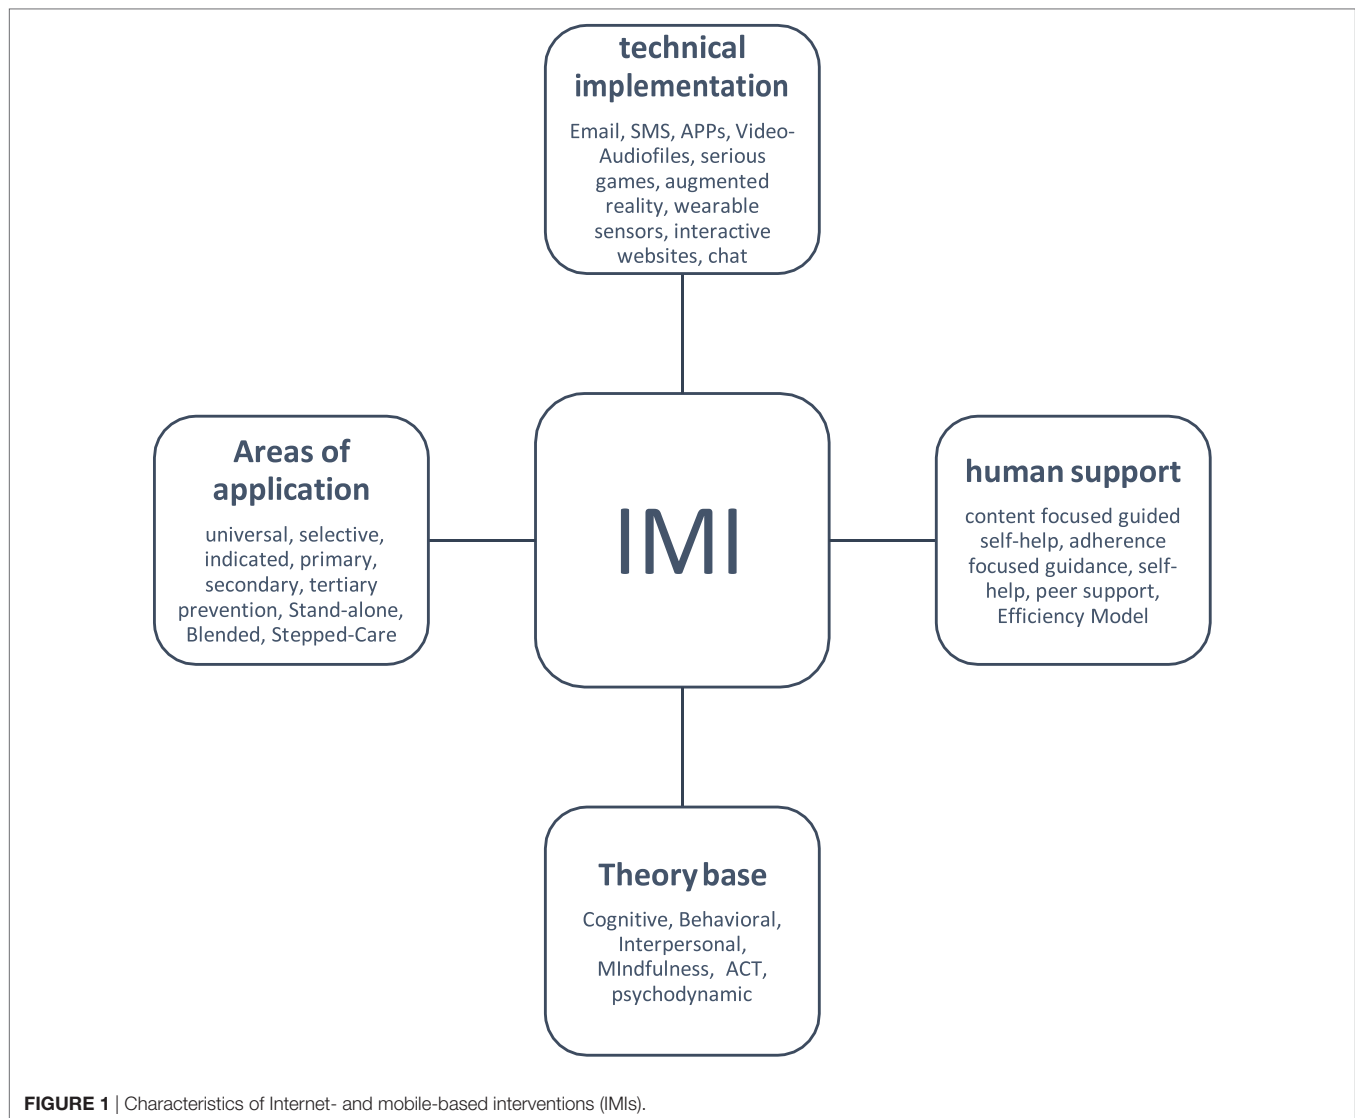 technical
implementation
Email, SMS, APPs, Video-
Audiofiles, serious
games, augmented
reality, wearable
sensors, interactive
websites, chat
Areas of
application
universal, selective,
indicated, primary,
secondary, tertiary
prevention, Stand-alone,
Blended, Stepped-Care
IMI
human support
content focused guided
self-help, adherence
focused guidance, self-
help, peer support,
Efficiency Model
Theory base
Cognitive, Behavioral,
Interpersonal,
MIndfulness, ACT,
psychodynamic
FIGURE 1 | Characteristics of Internet- and mobile-based interventions (IMIs).